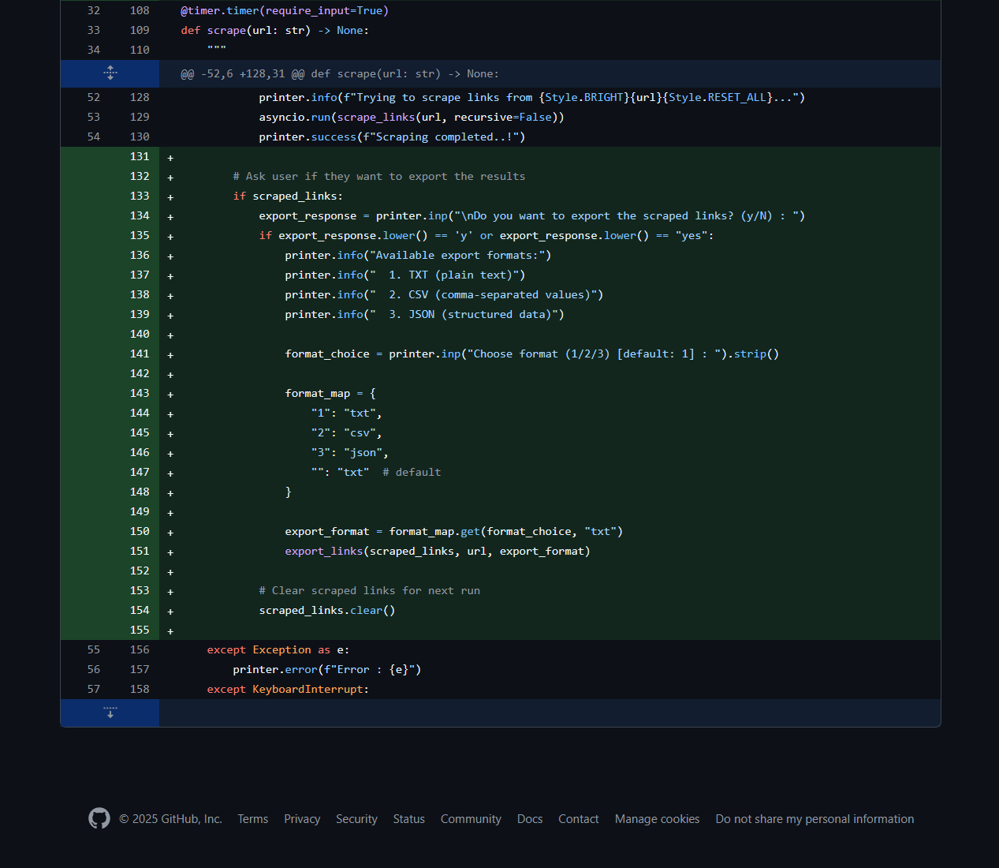 32 108 @timer.timer(require_input=True)
33 109 def scrape(url: str) -> None:
34 110     """
@@ -52,6 +128,31 @@ def scrape(url: str) -> None:
52 128             printer.info(f"Trying to scrape links from {Style.BRIGHT}{url}{Style.RESET_ALL}...")
53 129             asyncio.run(scrape_links(url, recursive=False))
54 130             printer.success(f"Scraping completed..!")
131 +
132 +         # Ask user if they want to export the results
133 +         if scraped_links:
134 +             export_response = printer.inp("\nDo you want to export the scraped links? (y/N) : ")
135 +             if export_response.lower() == 'y' or export_response.lower() == "yes":
136 +                 printer.info("Available export formats:")
137 +                 printer.info("  1. TXT (plain text)")
138 +                 printer.info("  2. CSV (comma-separated values)")
139 +                 printer.info("  3. JSON (structured data)")
140 +
141 +                 format_choice = printer.inp("Choose format (1/2/3) [default: 1] : ").strip()
142 +
143 +                 format_map = {
144 +                     "1": "txt",
145 +                     "2": "csv",
146 +                     "3": "json",
147 +                     "": "txt"  # default
148 +                 }
149 +
150 +                 export_format = format_map.get(format_choice, "txt")
151 +                 export_links(scraped_links, url, export_format)
152 +
153 +             # Clear scraped links for next run
154 +             scraped_links.clear()
155 +
55 156     except Exception as e:
56 157         printer.error(f"Error : {e}")
57 158     except KeyboardInterrupt:
© 2025 GitHub, Inc. Terms Privacy Security Status Community Docs Contact Manage cookies Do not share my personal information